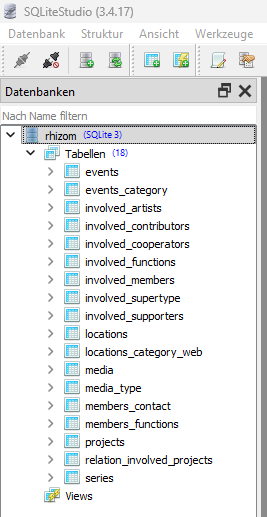 SQLiteStudio (3.4.17)
Datenbank Struktur Ansicht Werkzeuge
Datenbanken
Nach Name filtern
rhizom (SQLite 3)
Tabellen (18)
events
events_category
involved_artists
involved_contributors
involved_cooperators
involved_functions
involved_members
involved_supertype
involved_supporters
locations
locations_category_web
media
media_type
members_contact
members_functions
projects
relation_involved_projects
series
Views